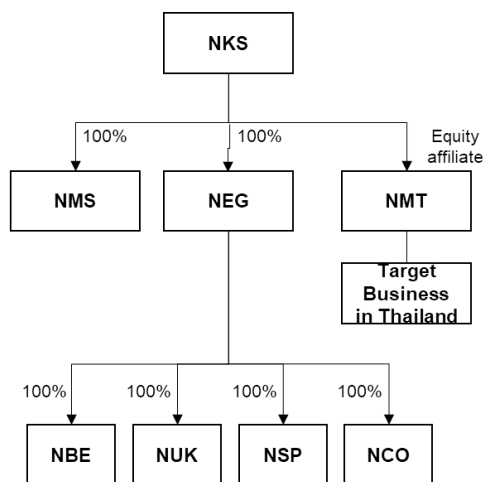 NKS
100%
100%
Equity
affiliate
NMS
NEG
NMT
Target
Business
in Thailand
100%
100%
100%
100%
NBE
NUK
NSP
NCO